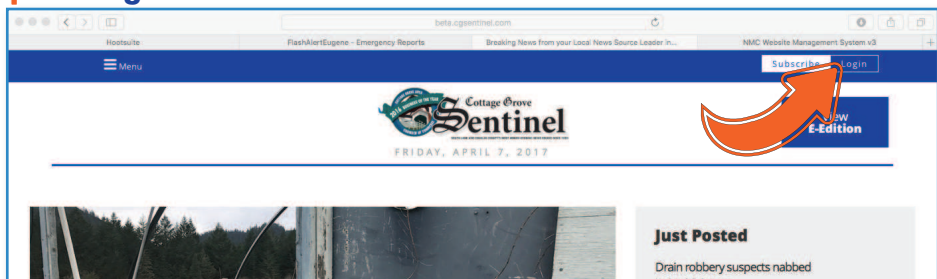 beta.cgsentinel.com
Hootsuite
FlashAlertEugene - Emergency Reports
Breaking News from your Local News Source Leader in...
NMC Website Management System v3
Menu
Subscribe
Login
Cottage Grove
Sentinel
FRIDAY, APRIL 7, 2017
E-Edition
Just Posted
Drain robbery suspects nabbed